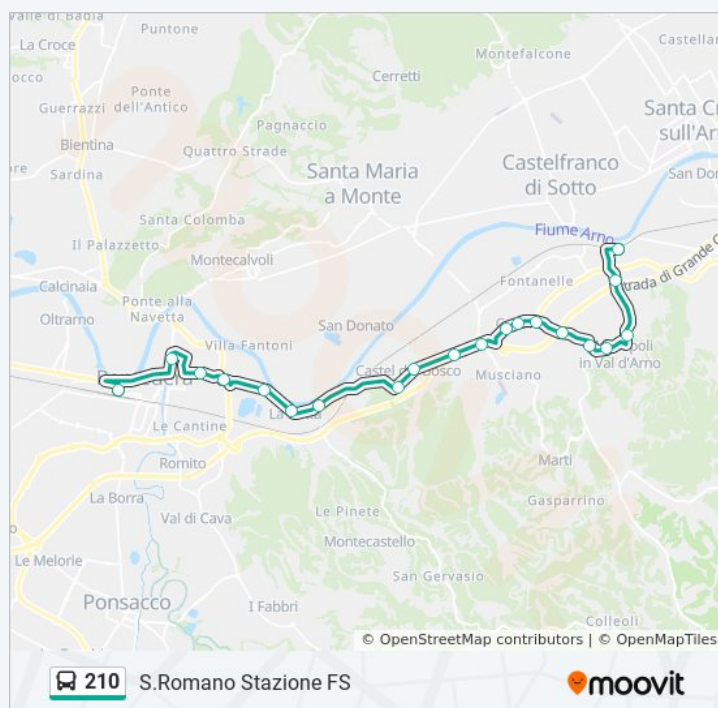 Valle di Badia
La Croce
Puntone
Montefalcone
Castellan
Cerretti
Ponte
dell'Antico
Guerrazzi
Pagnaccio
Santa Cr
sull'Ar
Bientina
Quattro Strade
Sardina
Santa Maria
a Monte
Castelfranco
di Sotto
San Don
Santa Colomba
Fiume Arno
Il Palazzetto
Montecalvoli
Strada di Grande C
Calcinaia
Fontanelle
Ponte alla
Navetta
Oltrarno
San Donato
Villa Fantoni
Castel del Bosco
Musciano
in Val d'Arno
Le Cantine
Romito
Marti
La Borra
Val di Cava
Le Pinete
Gasparrino
Montecastello
Le Melorie
San Gervasio
Ponsacco
I Fabbri
Colleoli
© OpenStreetMap contributors | © OpenMapTiles
210 S.Romano Stazione FS
moovit